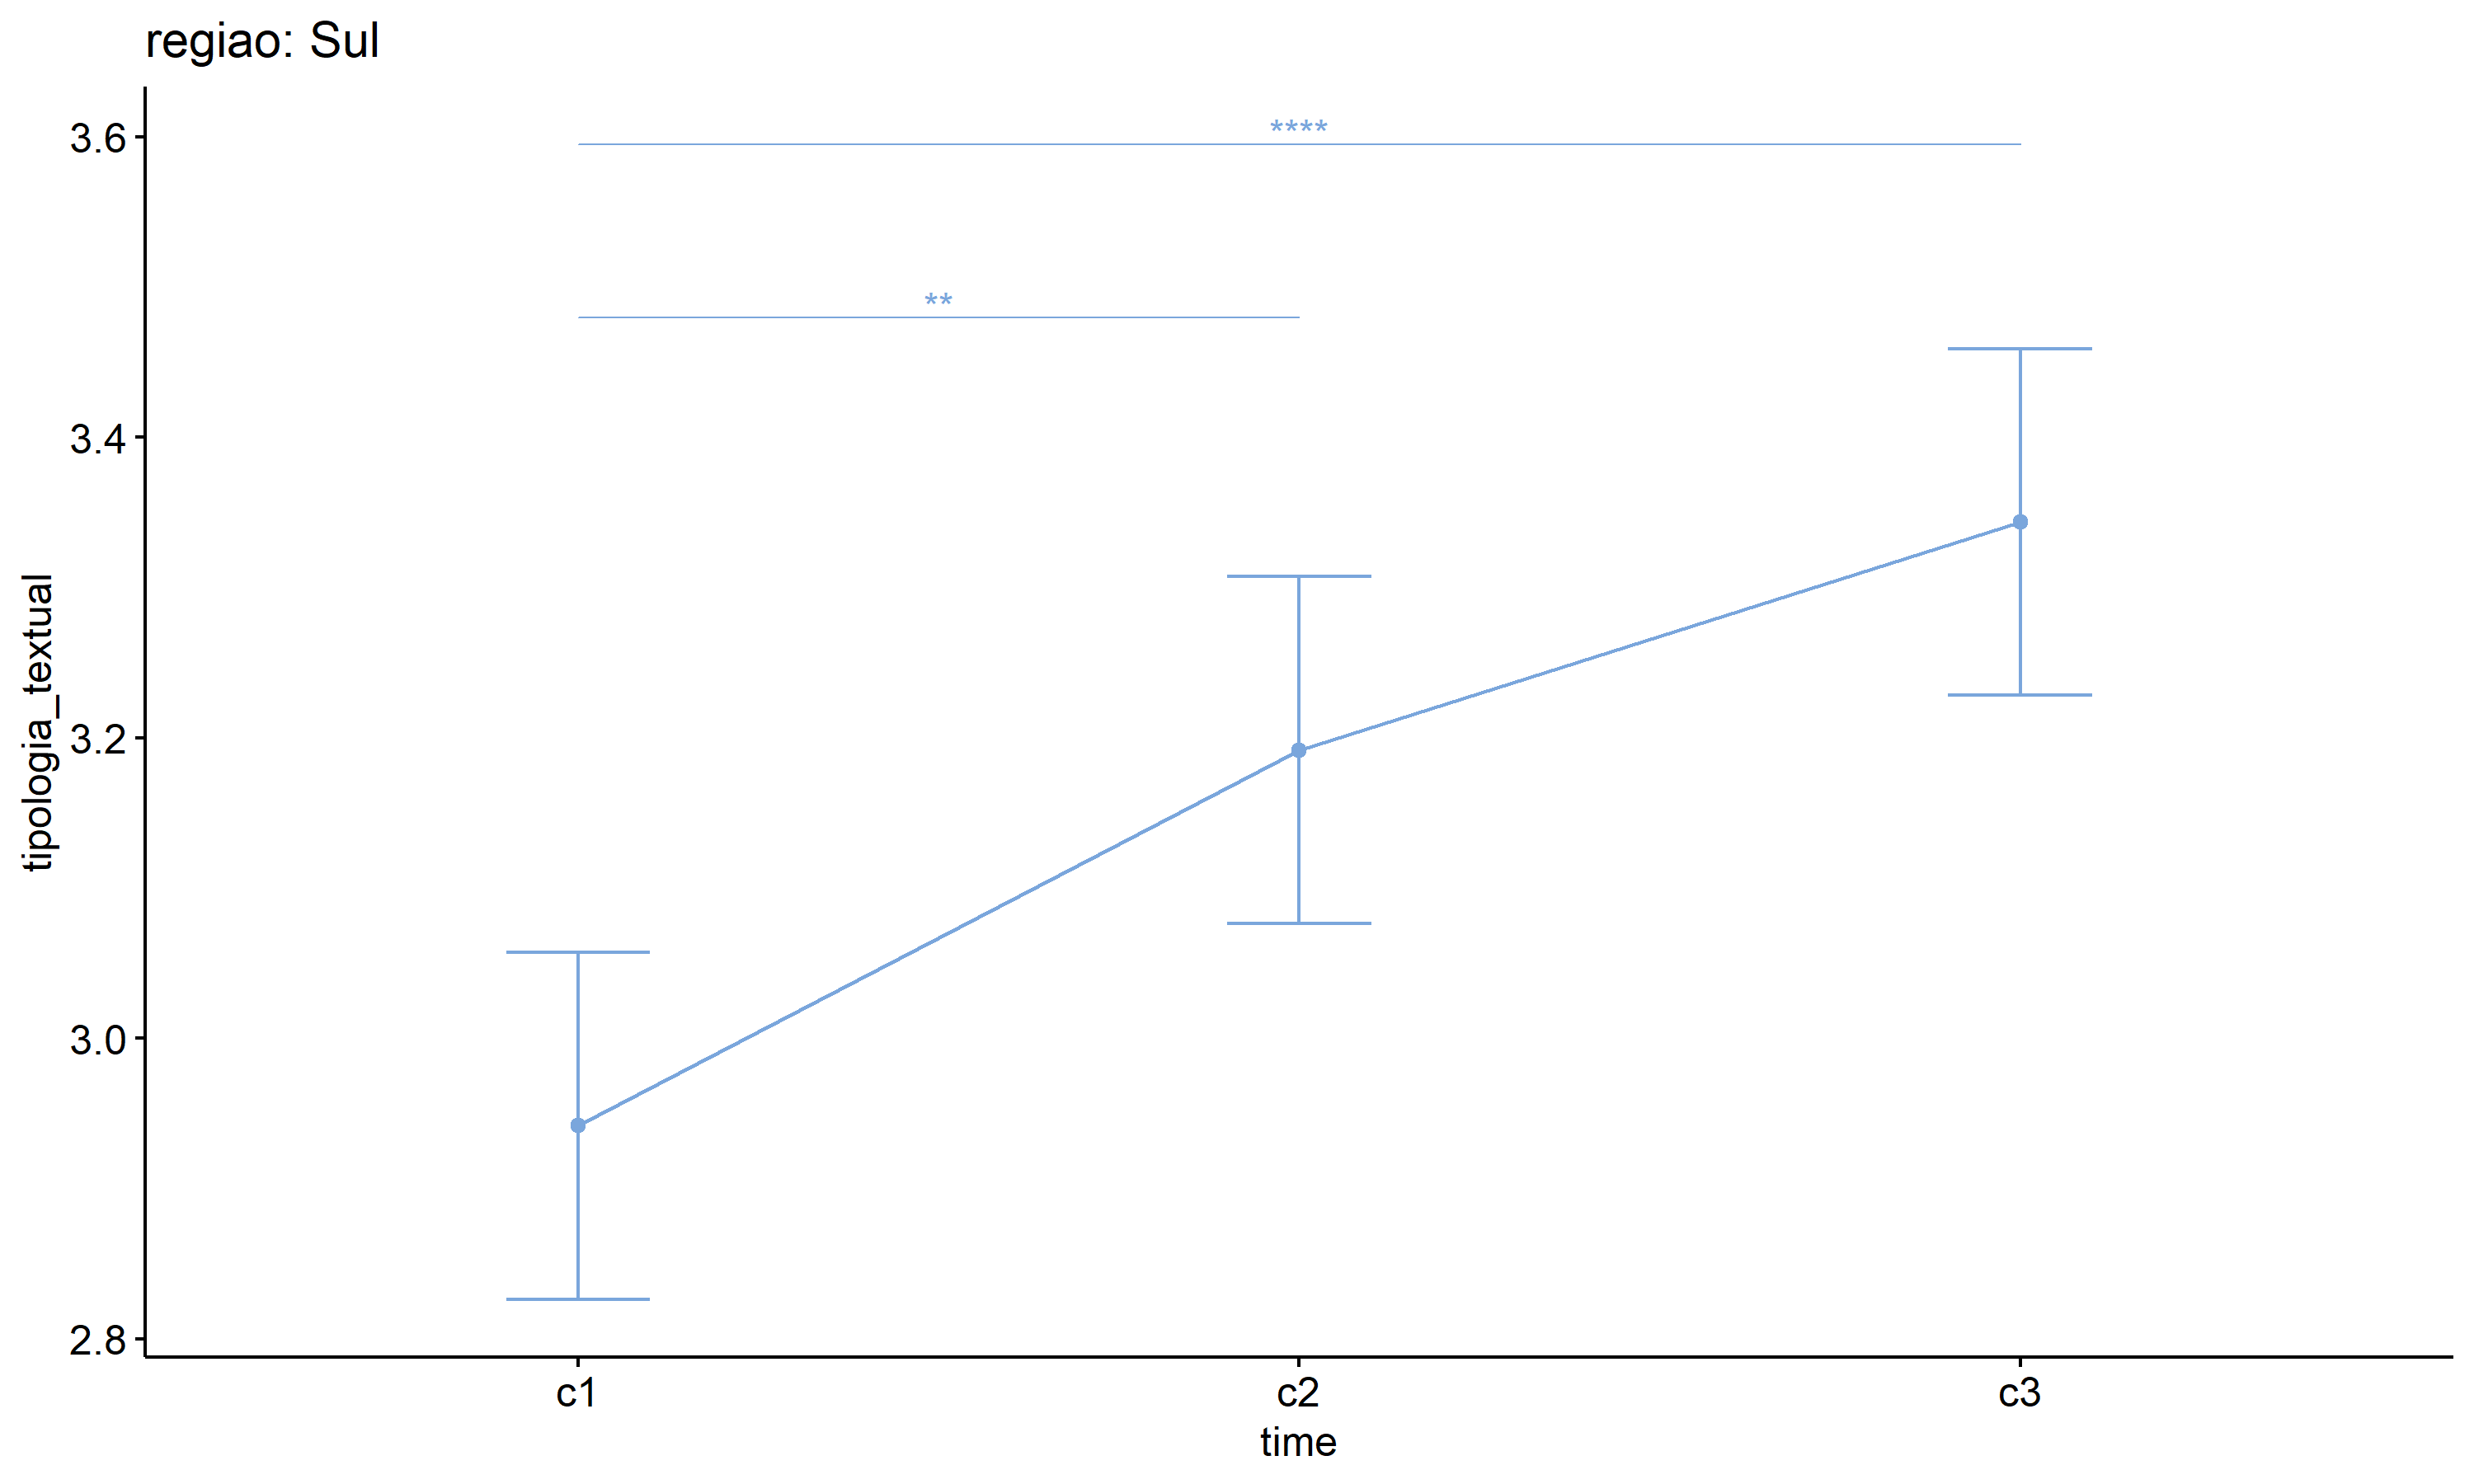 regiao: Sul
3.6
3.4
3.2
3.0
2.8
tipologia_textual
****
**
c1
c2
c3
time